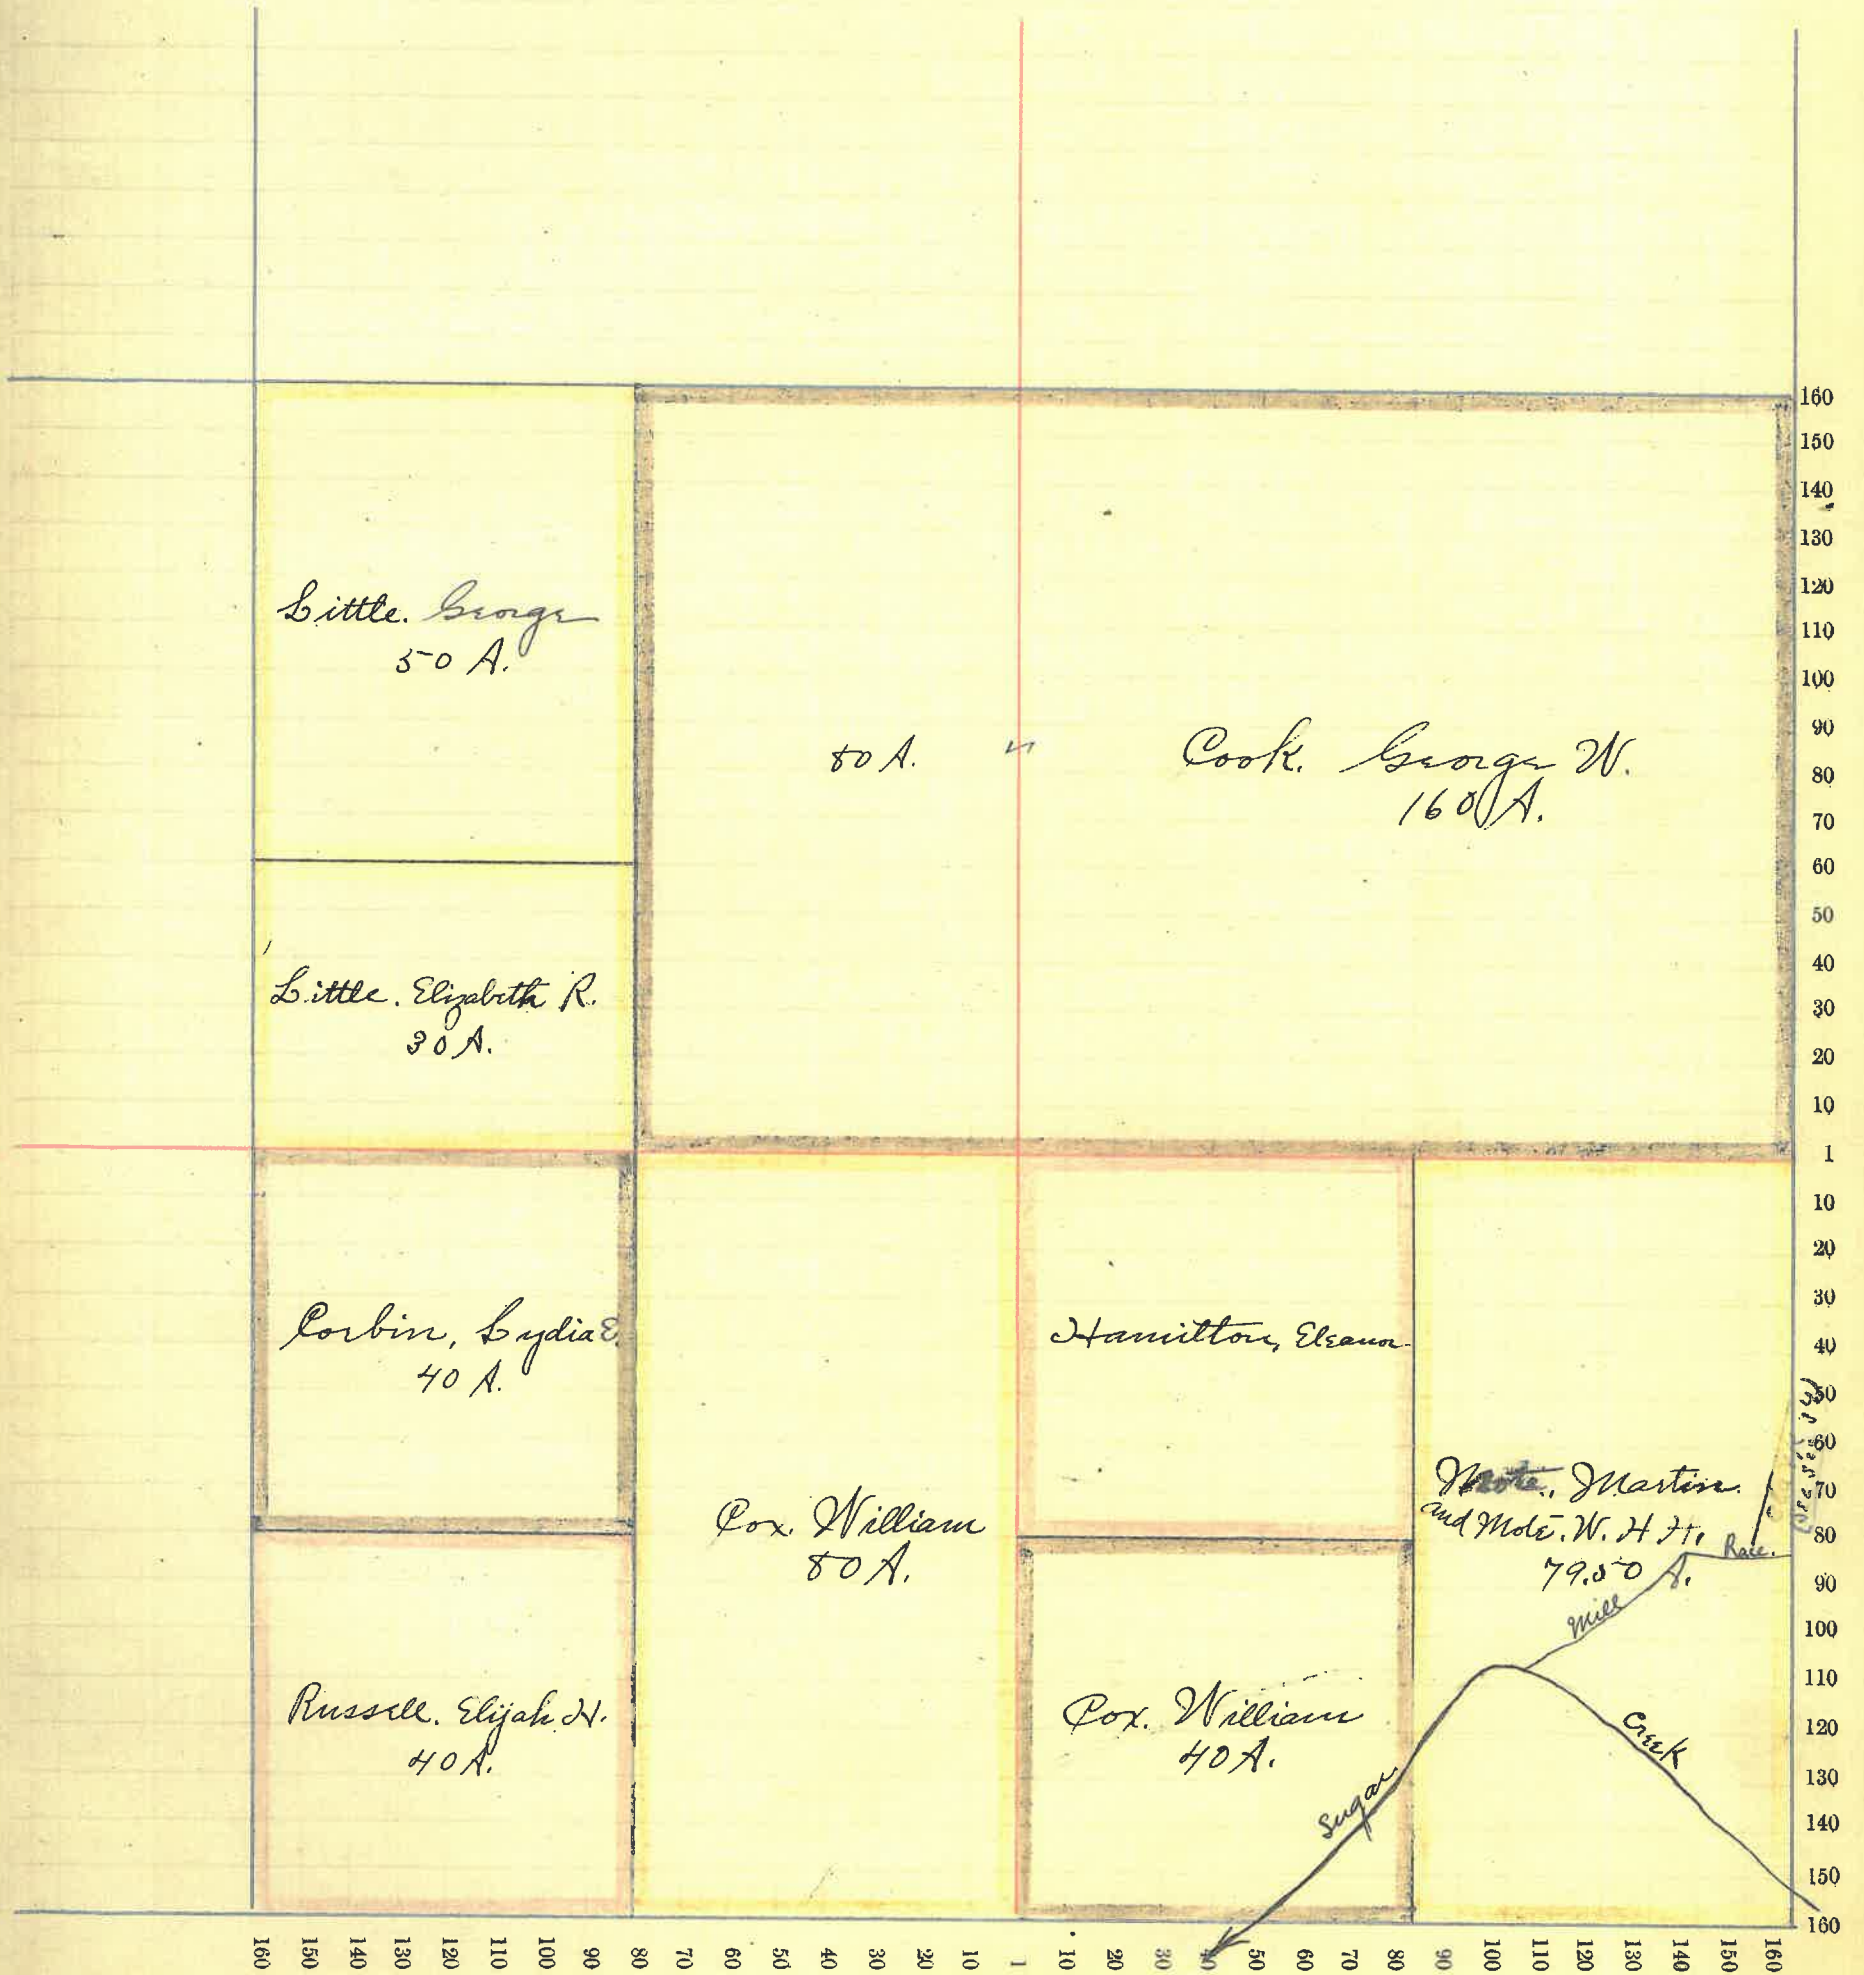 Little. George
50 A.
80 A. "
Cook. George W.
160 A.
Little. Elizabeth R.
30 A.
Corbin, Lydia E.
40 A.
Hamilton, Eleanor
Cox. William
80 A.
Mote, Martin.
and Mote. W. H. H.
79.50 A.
Race.
Mill
Russell. Elijah H.
40 A.
Cox. William
40 A.
Sugar
Creek
160
150
140
130
120
110
100
90
80
70
60
50
40
30
20
10
1
10
20
30
40
50
60
70
80
90
100
110
120
130
140
150
160
160 150 140 130 120 110 100 90 80 70 60 50 40 30 20 10 1 10 20 30 40 50 60 70 80 90 100 110 120 130 140 150 160